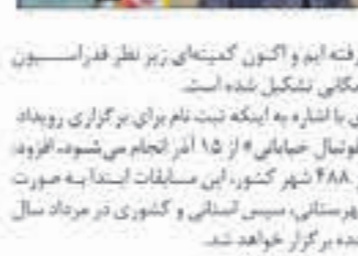 رفته ایم و اکنون کمیته‌ای زیر نظر فدراسیون
همگانی تشکیل شده است.
با اشاره به اینکه ثبت نام برای برگزاری رویداد
فوتبال خیابانی» از ۱۵ آذر انجام می‌شود، افزود:
۴۸۸ شهر کشور، این مسابقات ابتدا به صورت
شهرستانی، سپس استانی و کشوری در مرداد سال
برگزار خواهد شد.